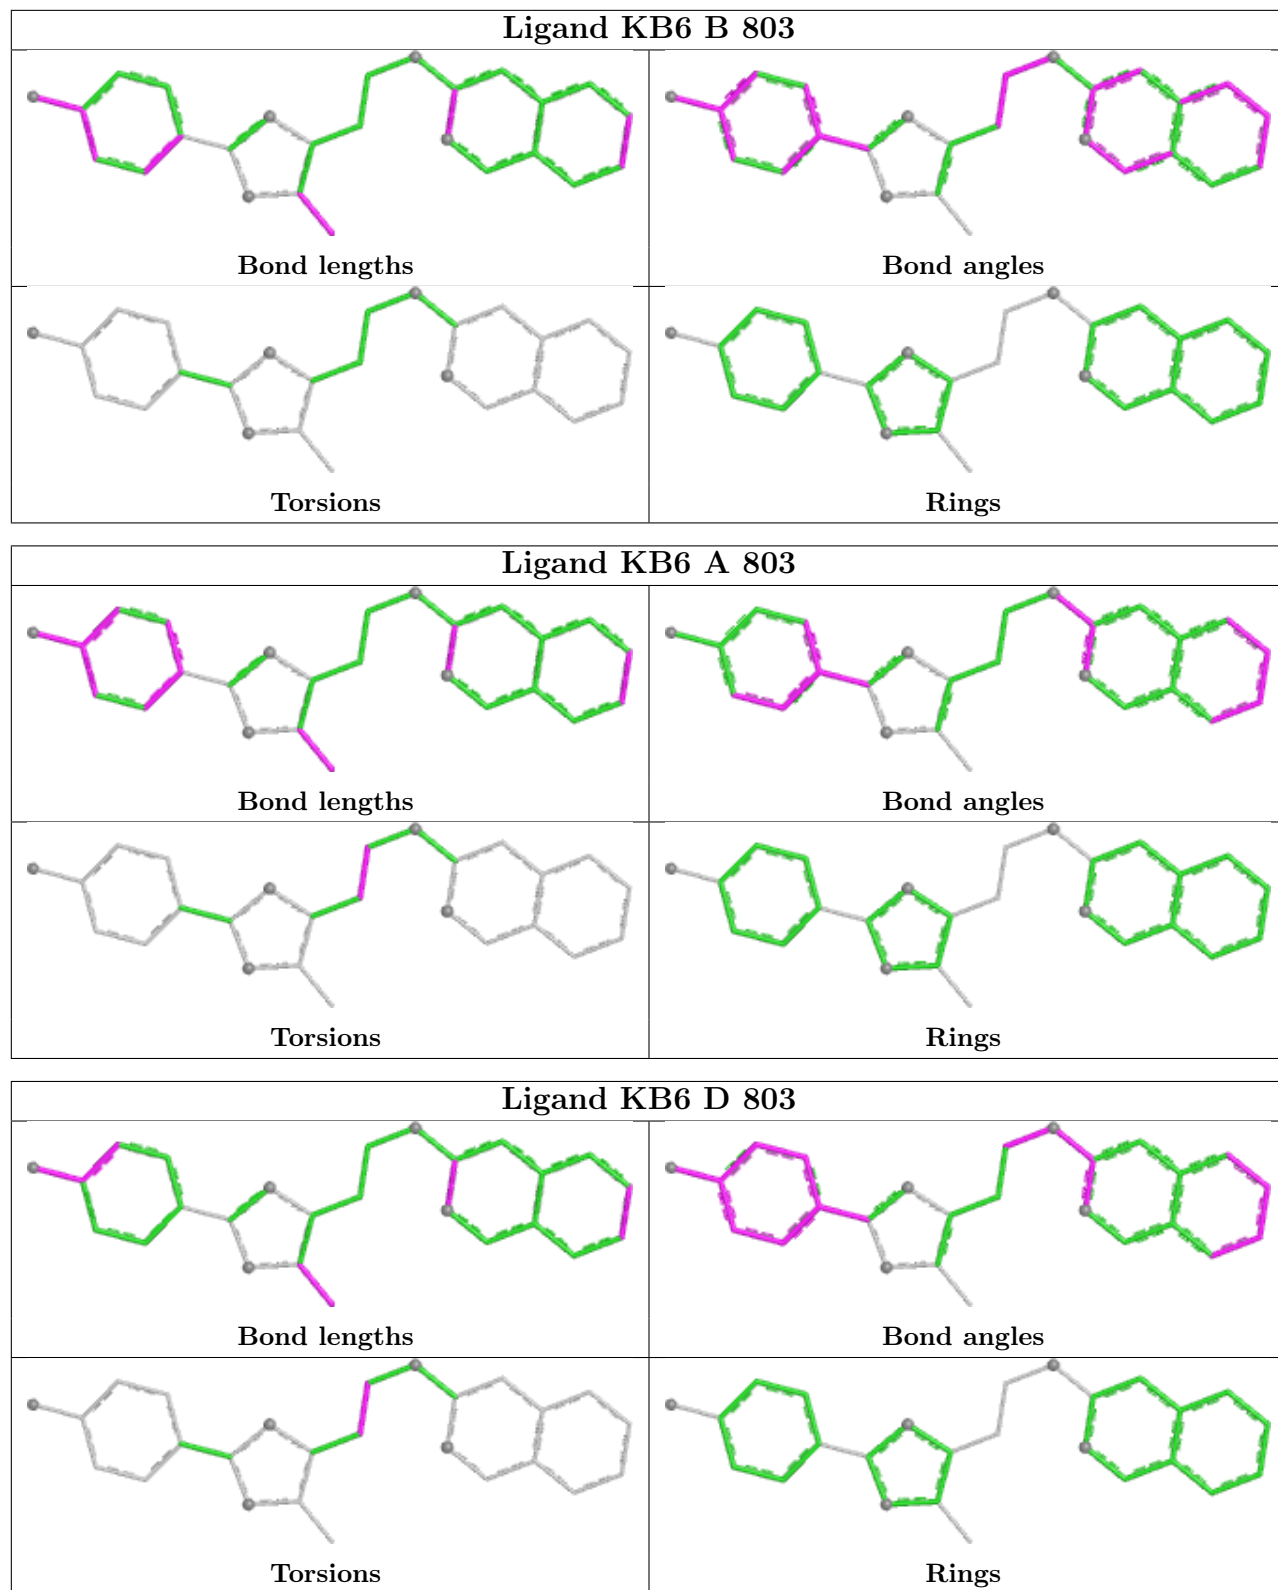 Ligand KB6 B 803
Bond lengths
Bond angles
Torsions
Rings
Ligand KB6 A 803
Bond lengths
Bond angles
Torsions
Rings
Ligand KB6 D 803
Bond lengths
Bond angles
Torsions
Rings